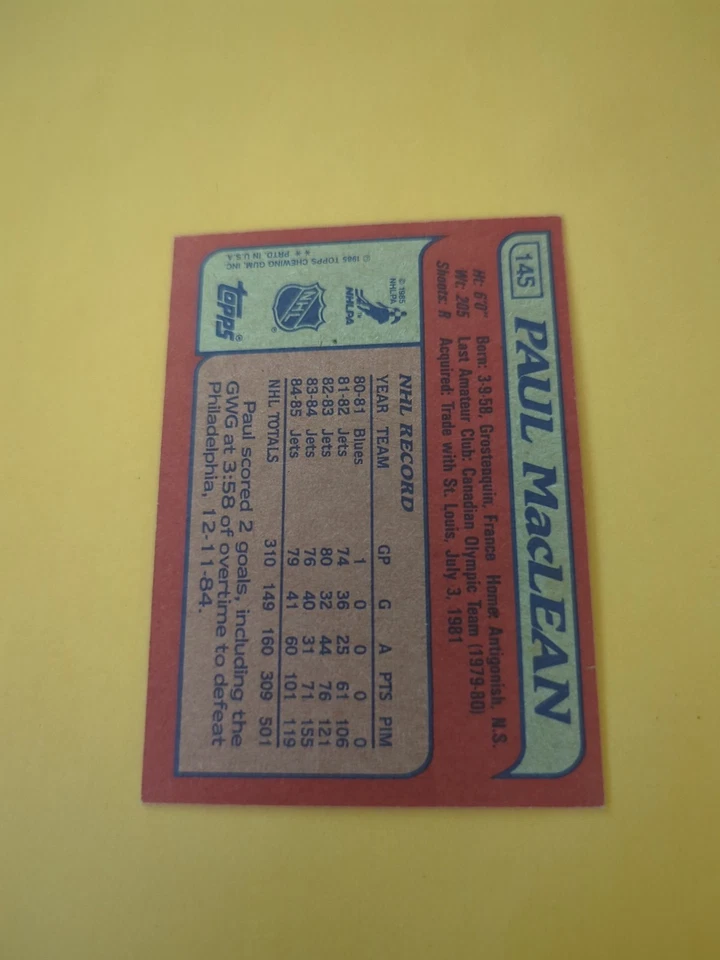 145 PAUL MacLEAN
Ht: 6'0" Born: 3-9-58, Grostenquin, France Home: Antigonish, N.S.
Wt: 205 Last Amateur Club: Canadian Olympic Team (1979-80)
Shoots: R Acquired: Trade with St. Louis, July 3, 1981
© 1985
NHLPA
NHLPA
NHL
topps®
© 1985 TOPPS CHEWING GUM, INC.
** PRTD. IN U.S.A.
NHL RECORD
YEAR TEAM GP G A PTS PIM
80-81 Blues 1 0 0 0 0
81-82 Jets 74 36 25 61 106
82-83 Jets 80 32 44 76 121
83-84 Jets 76 40 31 71 155
84-85 Jets 79 41 60 101 119
NHL TOTALS 310 149 160 309 501
Paul scored 2 goals, including the
GWG at 3:58 of overtime to defeat
Philadelphia, 12-11-84.